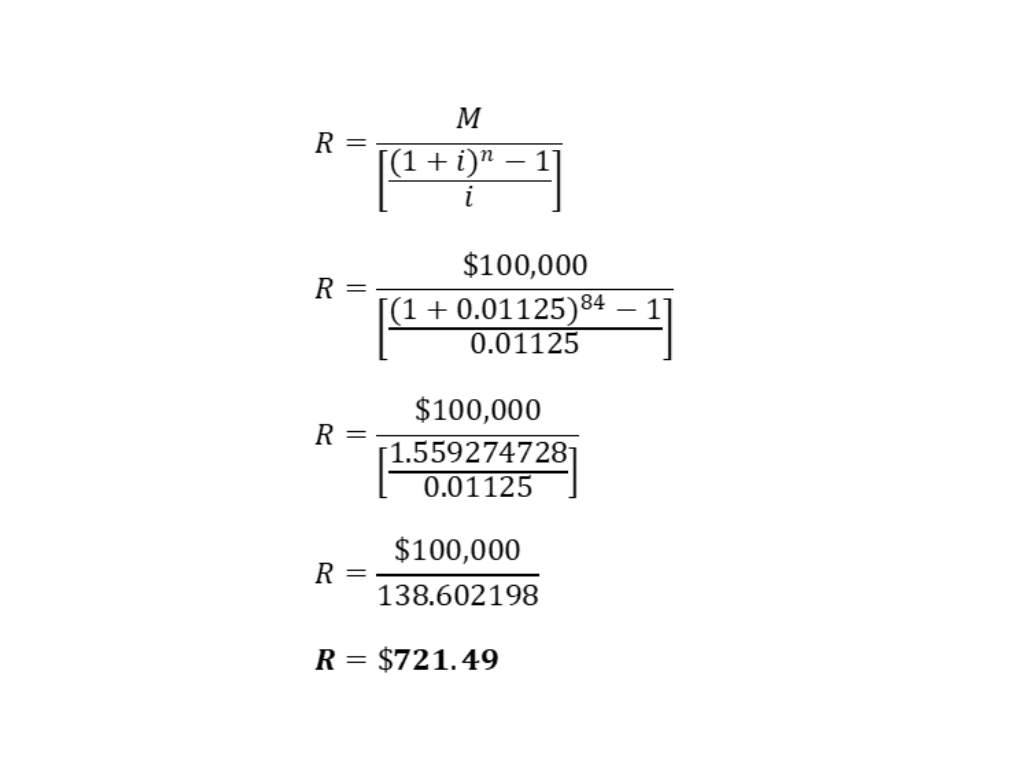 R = M / [((1 + i)ⁿ − 1) / i]
R = $100,000 / [((1 + 0.01125)⁸⁴ − 1) / 0.01125]
R = $100,000 / [1.559274728 / 0.01125]
R = $100,000 / 138.602198
R = $721.49